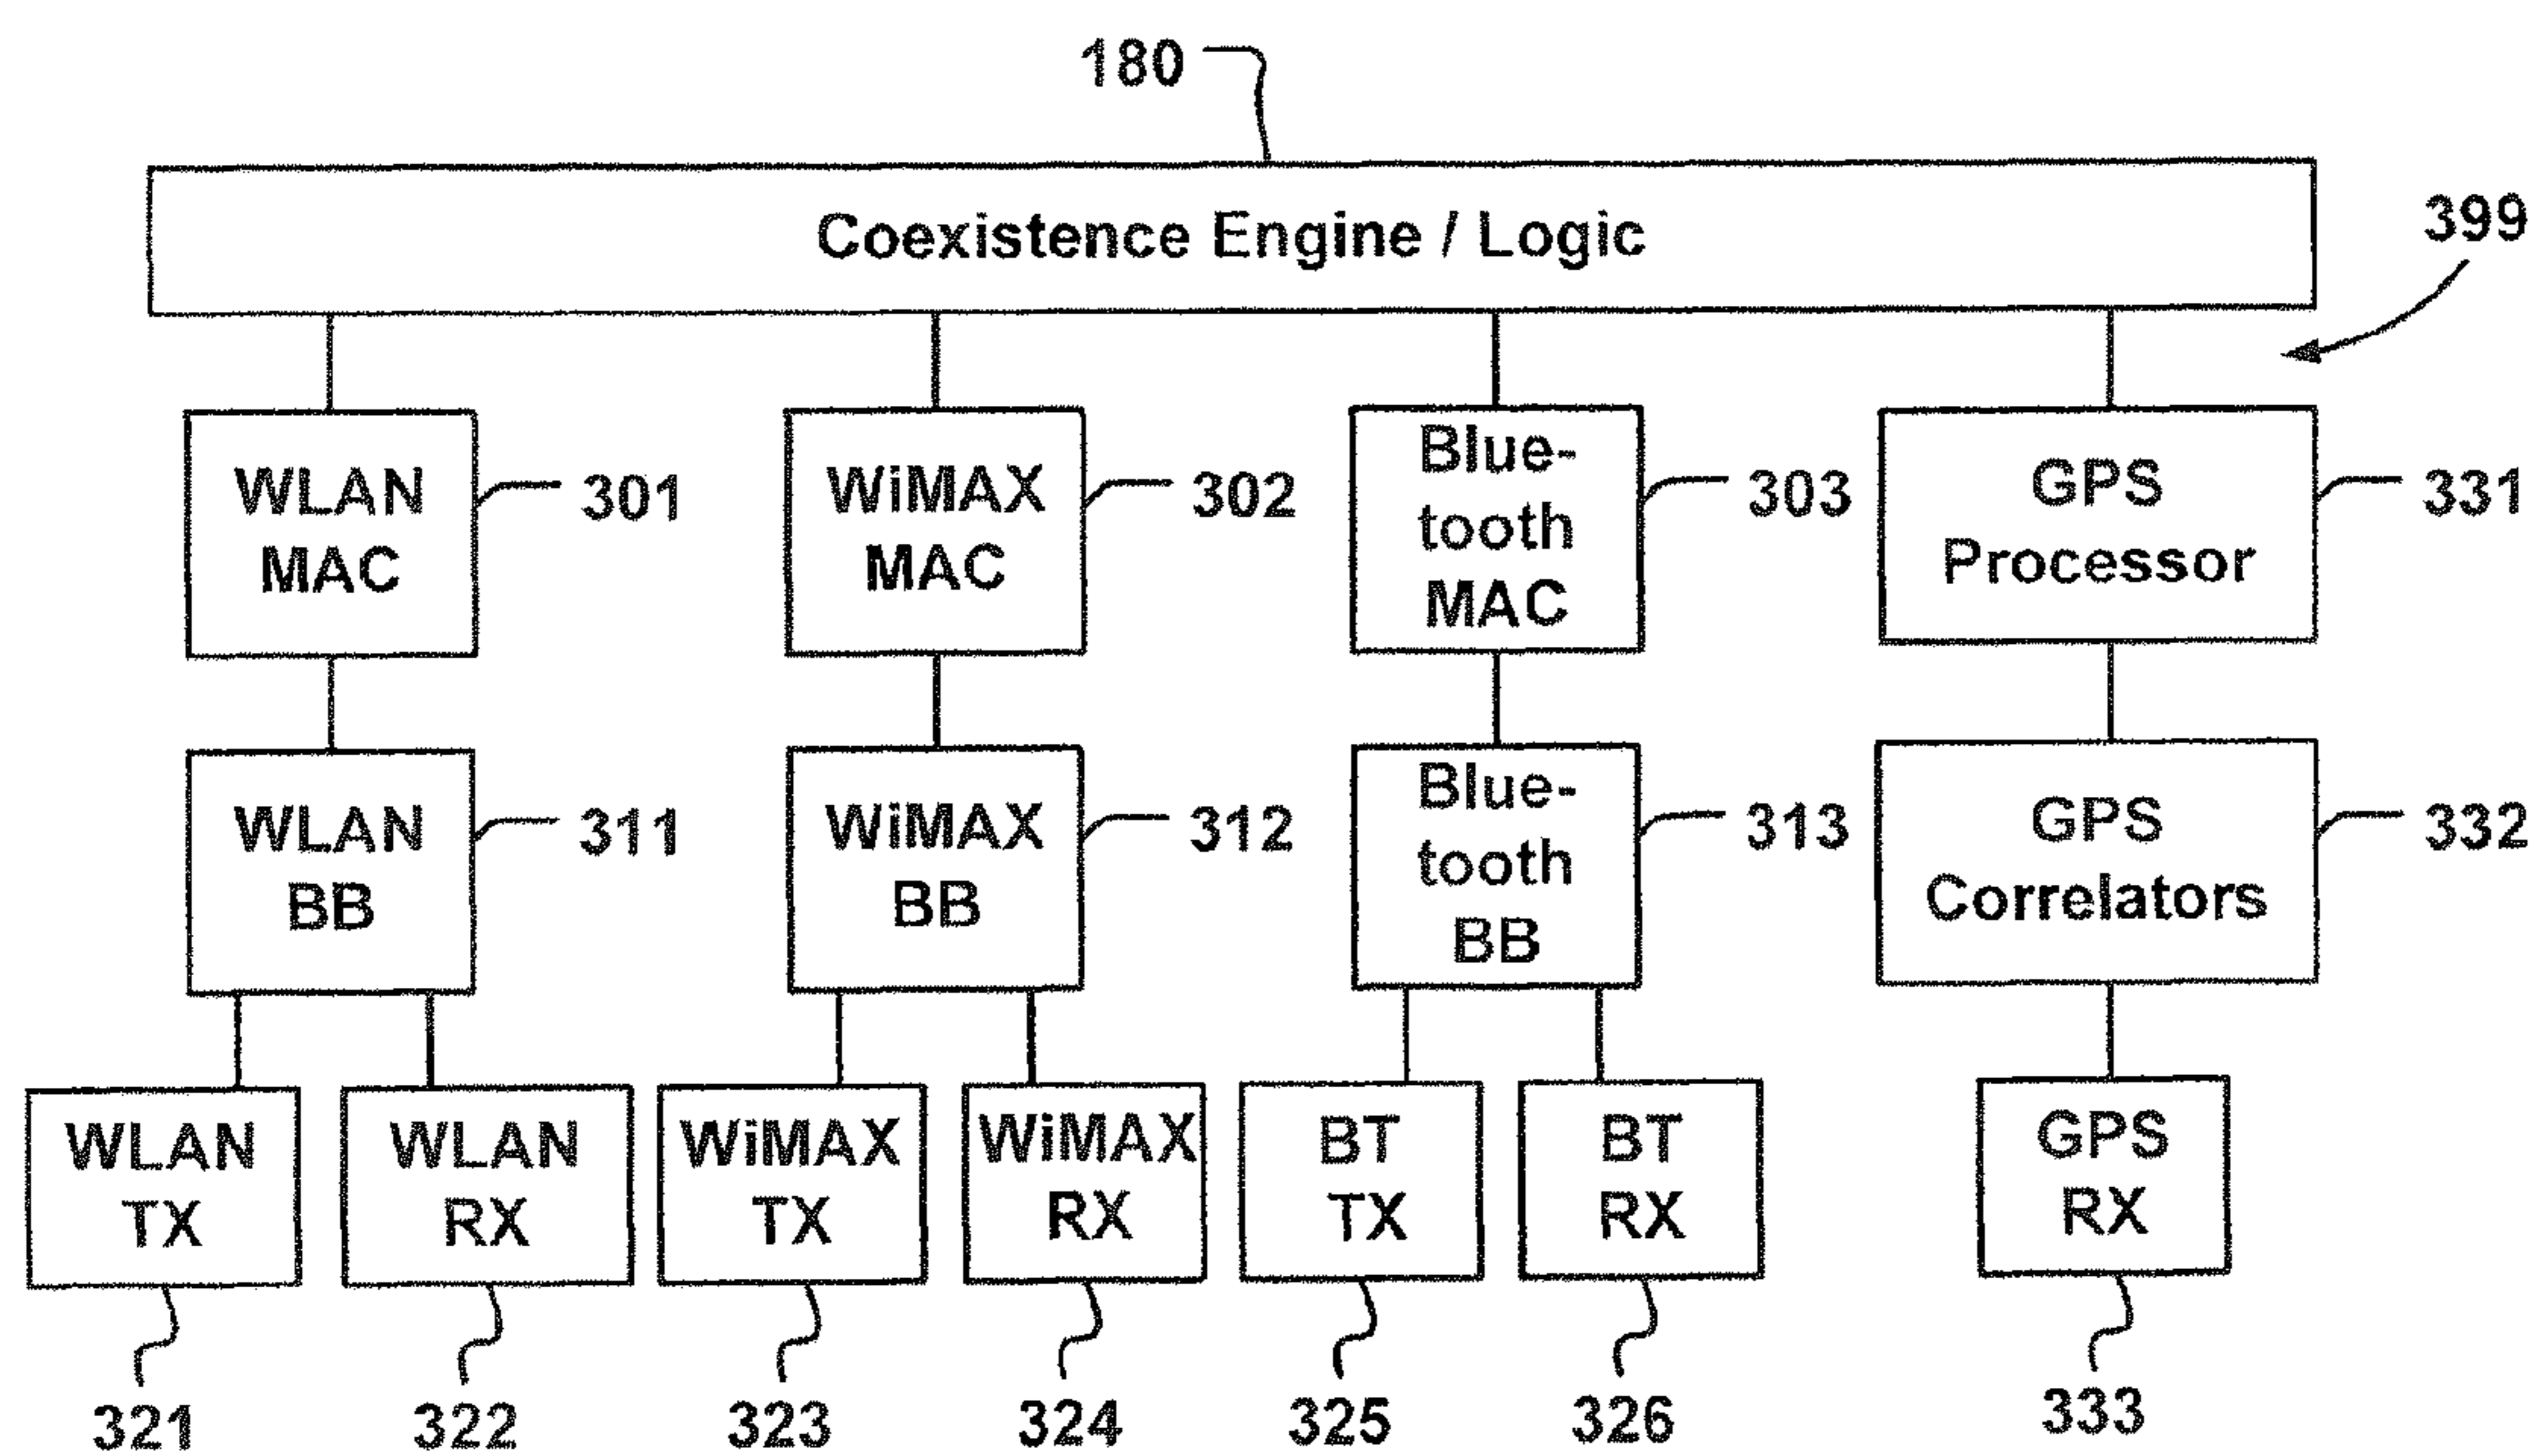 180
Coexistence Engine / Logic
399
WLAN
MAC
301
WiMAX
MAC
302
Blue-
tooth
MAC
303
GPS
Processor
331
WLAN
BB
311
WiMAX
BB
312
Blue-
tooth
BB
313
GPS
Correlators
332
WLAN
TX
WLAN
RX
WiMAX
TX
WiMAX
RX
BT
TX
BT
RX
GPS
RX
321
322
323
324
325
326
333